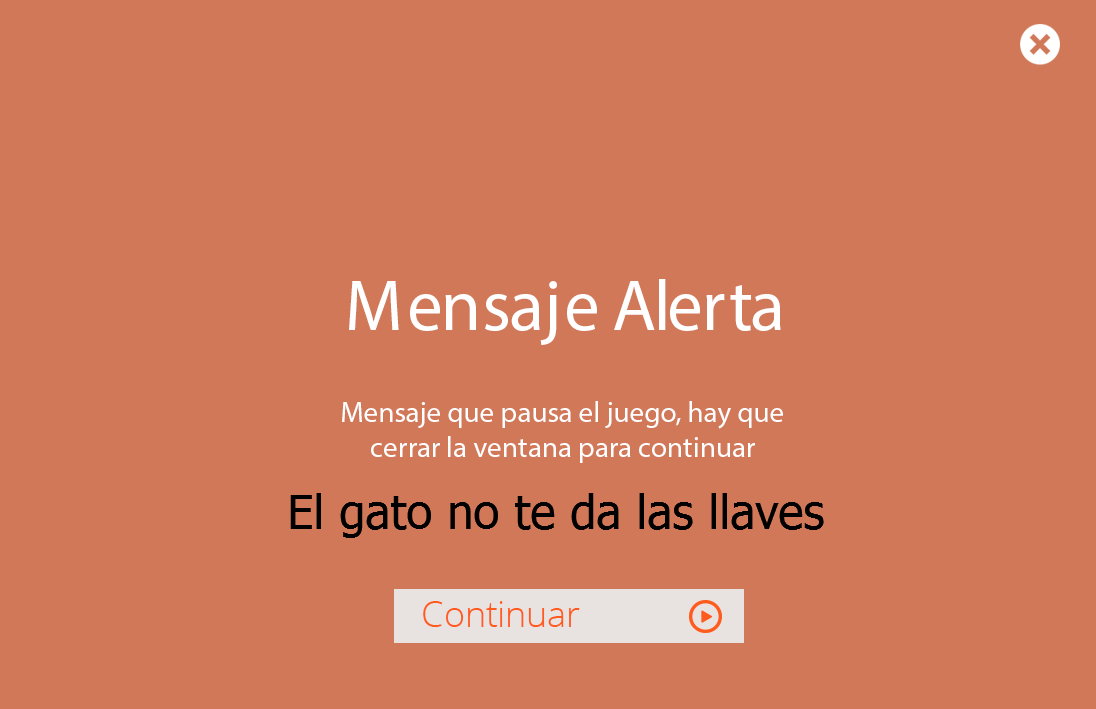 Mensaje Alerta
Mensaje que pausa el juego, hay que
cerrar la ventana para continuar
El gato no te da las llaves
Continuar